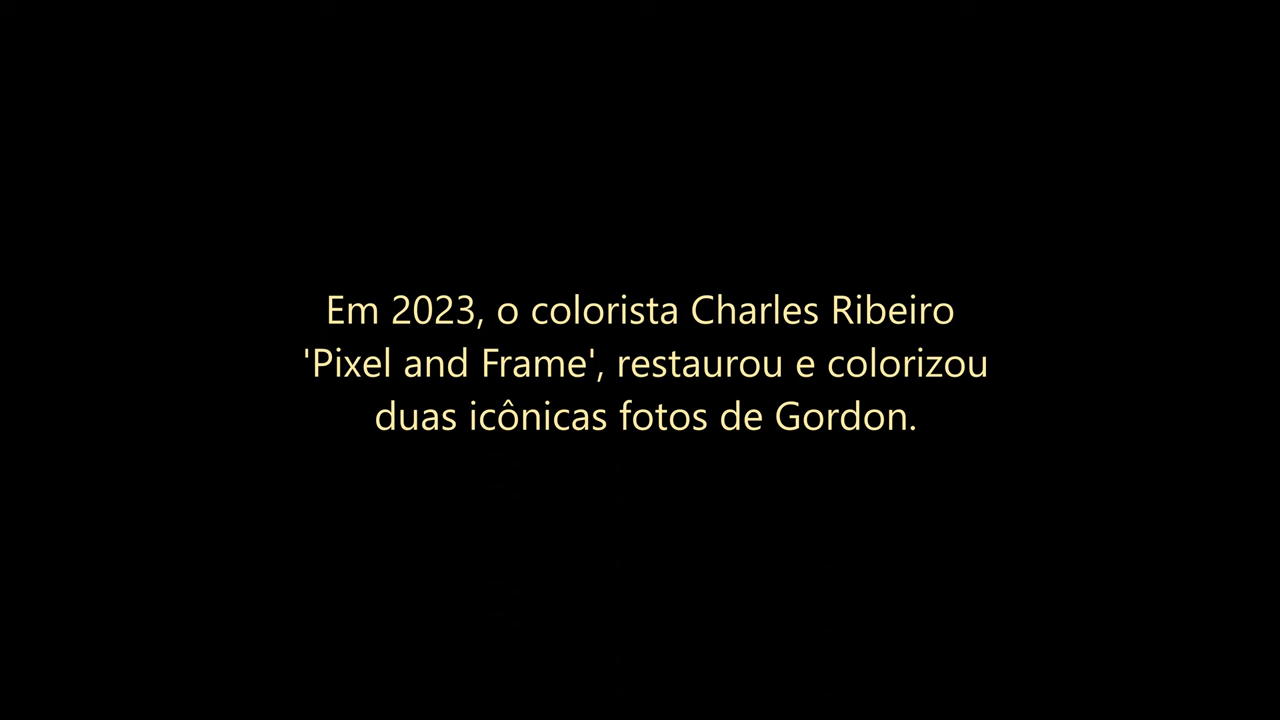 Em 2023, o colorista Charles Ribeiro
'Pixel and Frame', restaurou e colorizou
duas icônicas fotos de Gordon.